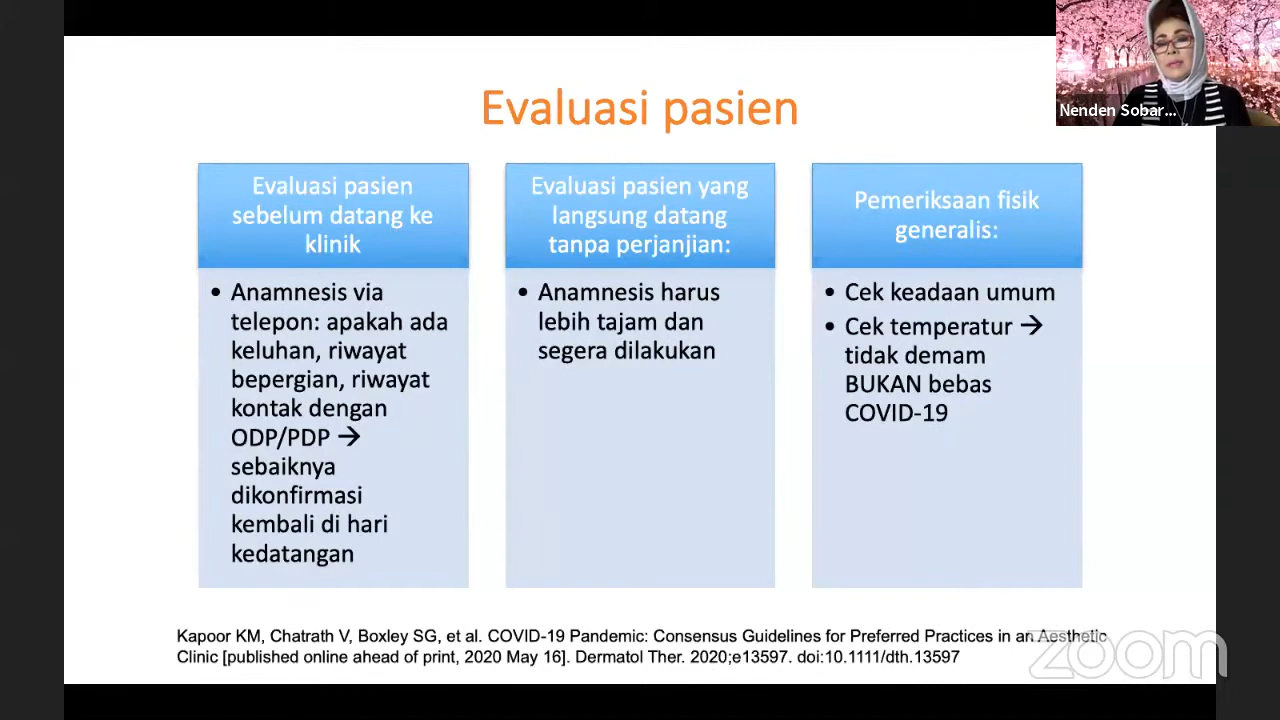 Evaluasi pasien
Nenden Sobar...
Evaluasi pasien
sebelum datang ke
klinik
• Anamnesis via
telepon: apakah ada
keluhan, riwayat
bepergian, riwayat
kontak dengan
ODP/PDP →
sebaiknya
dikonfirmasi
kembali di hari
kedatangan
Evaluasi pasien yang
langsung datang
tanpa perjanjian:
• Anamnesis harus
lebih tajam dan
segera dilakukan
Pemeriksaan fisik
generalis:
• Cek keadaan umum
• Cek temperatur →
tidak demam
BUKAN bebas
COVID-19
Kapoor KM, Chatrath V, Boxley SG, et al. COVID-19 Pandemic: Consensus Guidelines for Preferred Practices in an Aesthetic
Clinic [published online ahead of print, 2020 May 16]. Dermatol Ther. 2020;e13597. doi:10.1111/dth.13597
zoom